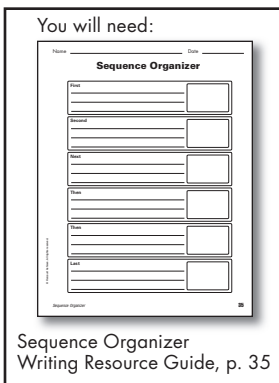 You will need:
Name Date
Sequence Organizer
First
Second
Next
Then
Then
Last
Sequence Organizer 35
Sequence Organizer
Writing Resource Guide, p. 35